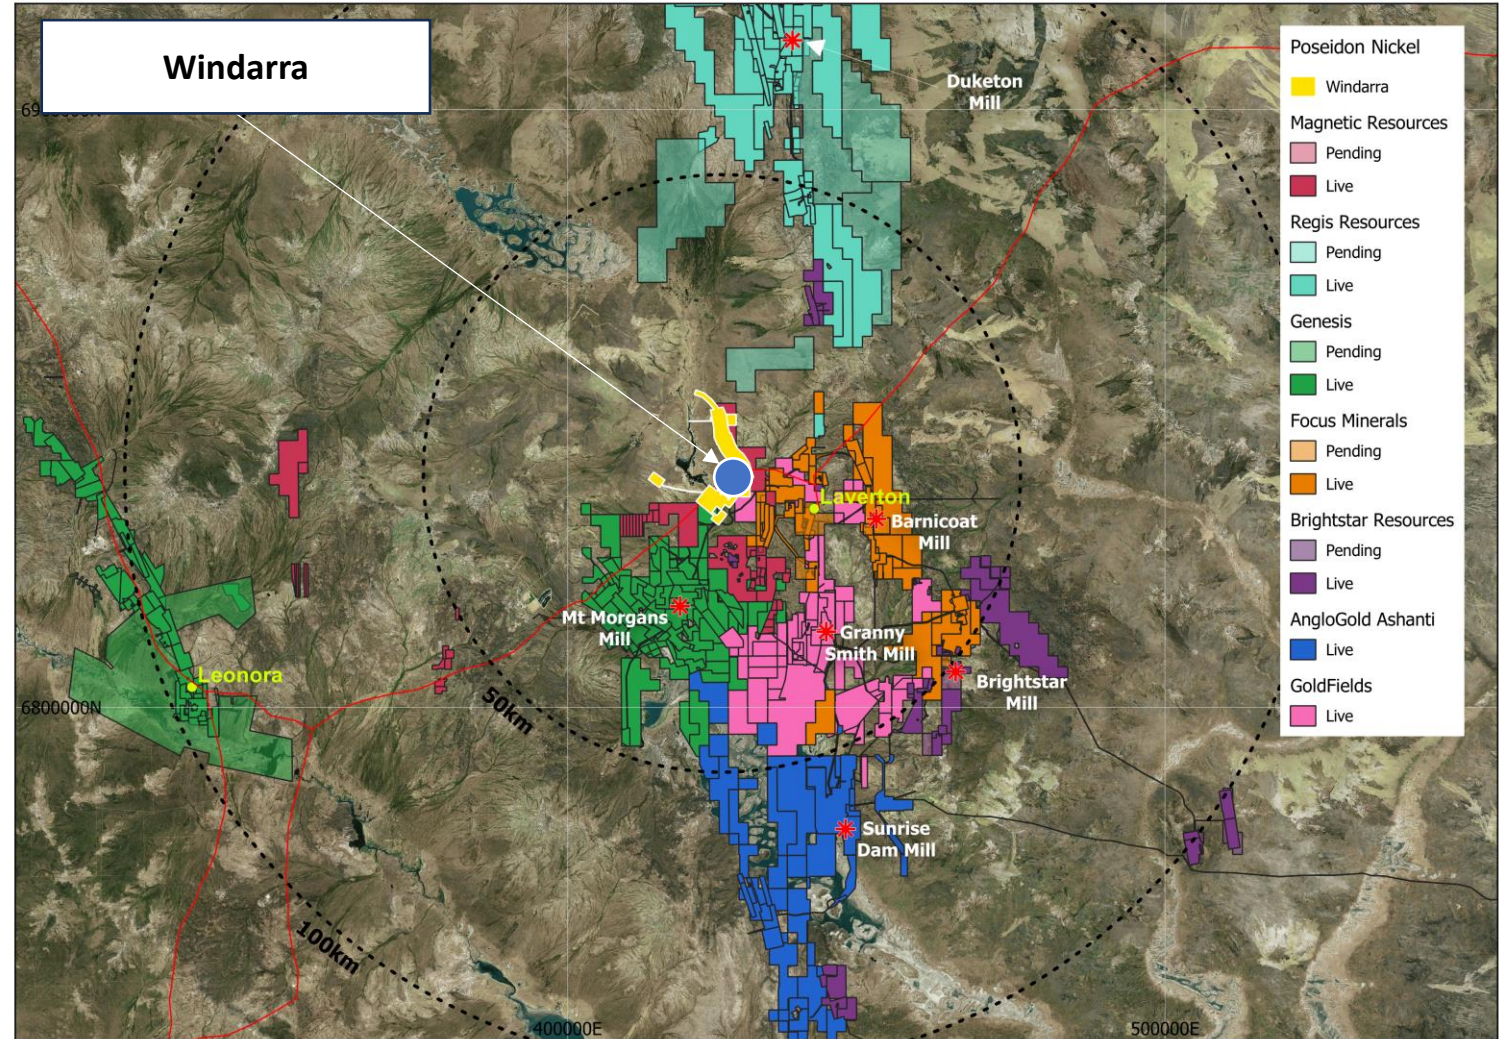 Windarra
Duketon
Mill
Laverton
Barnicoat
Mill
Mt Morgans
Mill
Granny
Smith Mill
Leonora
Brightstar
Mill
6800000N
50km
Sunrise
Dam Mill
100km
400000E
500000E
Poseidon Nickel
Windarra
Magnetic Resources
Pending
Live
Regis Resources
Pending
Live
Genesis
Pending
Live
Focus Minerals
Pending
Live
Brightstar Resources
Pending
Live
AngloGold Ashanti
Live
GoldFields
Live